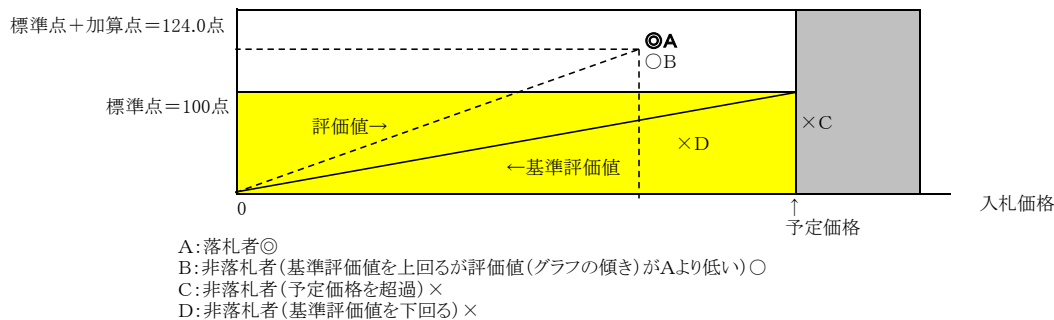 標準点＋加算点＝124.0点
◎A
○B
標準点＝100点
評価値→
×C
×D
←基準評価値
0
入札価格
↑
予定価格
A：落札者◎
B：非落札者（基準評価値を上回るが評価値（グラフの傾き）がAより低い）○
C：非落札者（予定価格を超過）×
D：非落札者（基準評価値を下回る）×